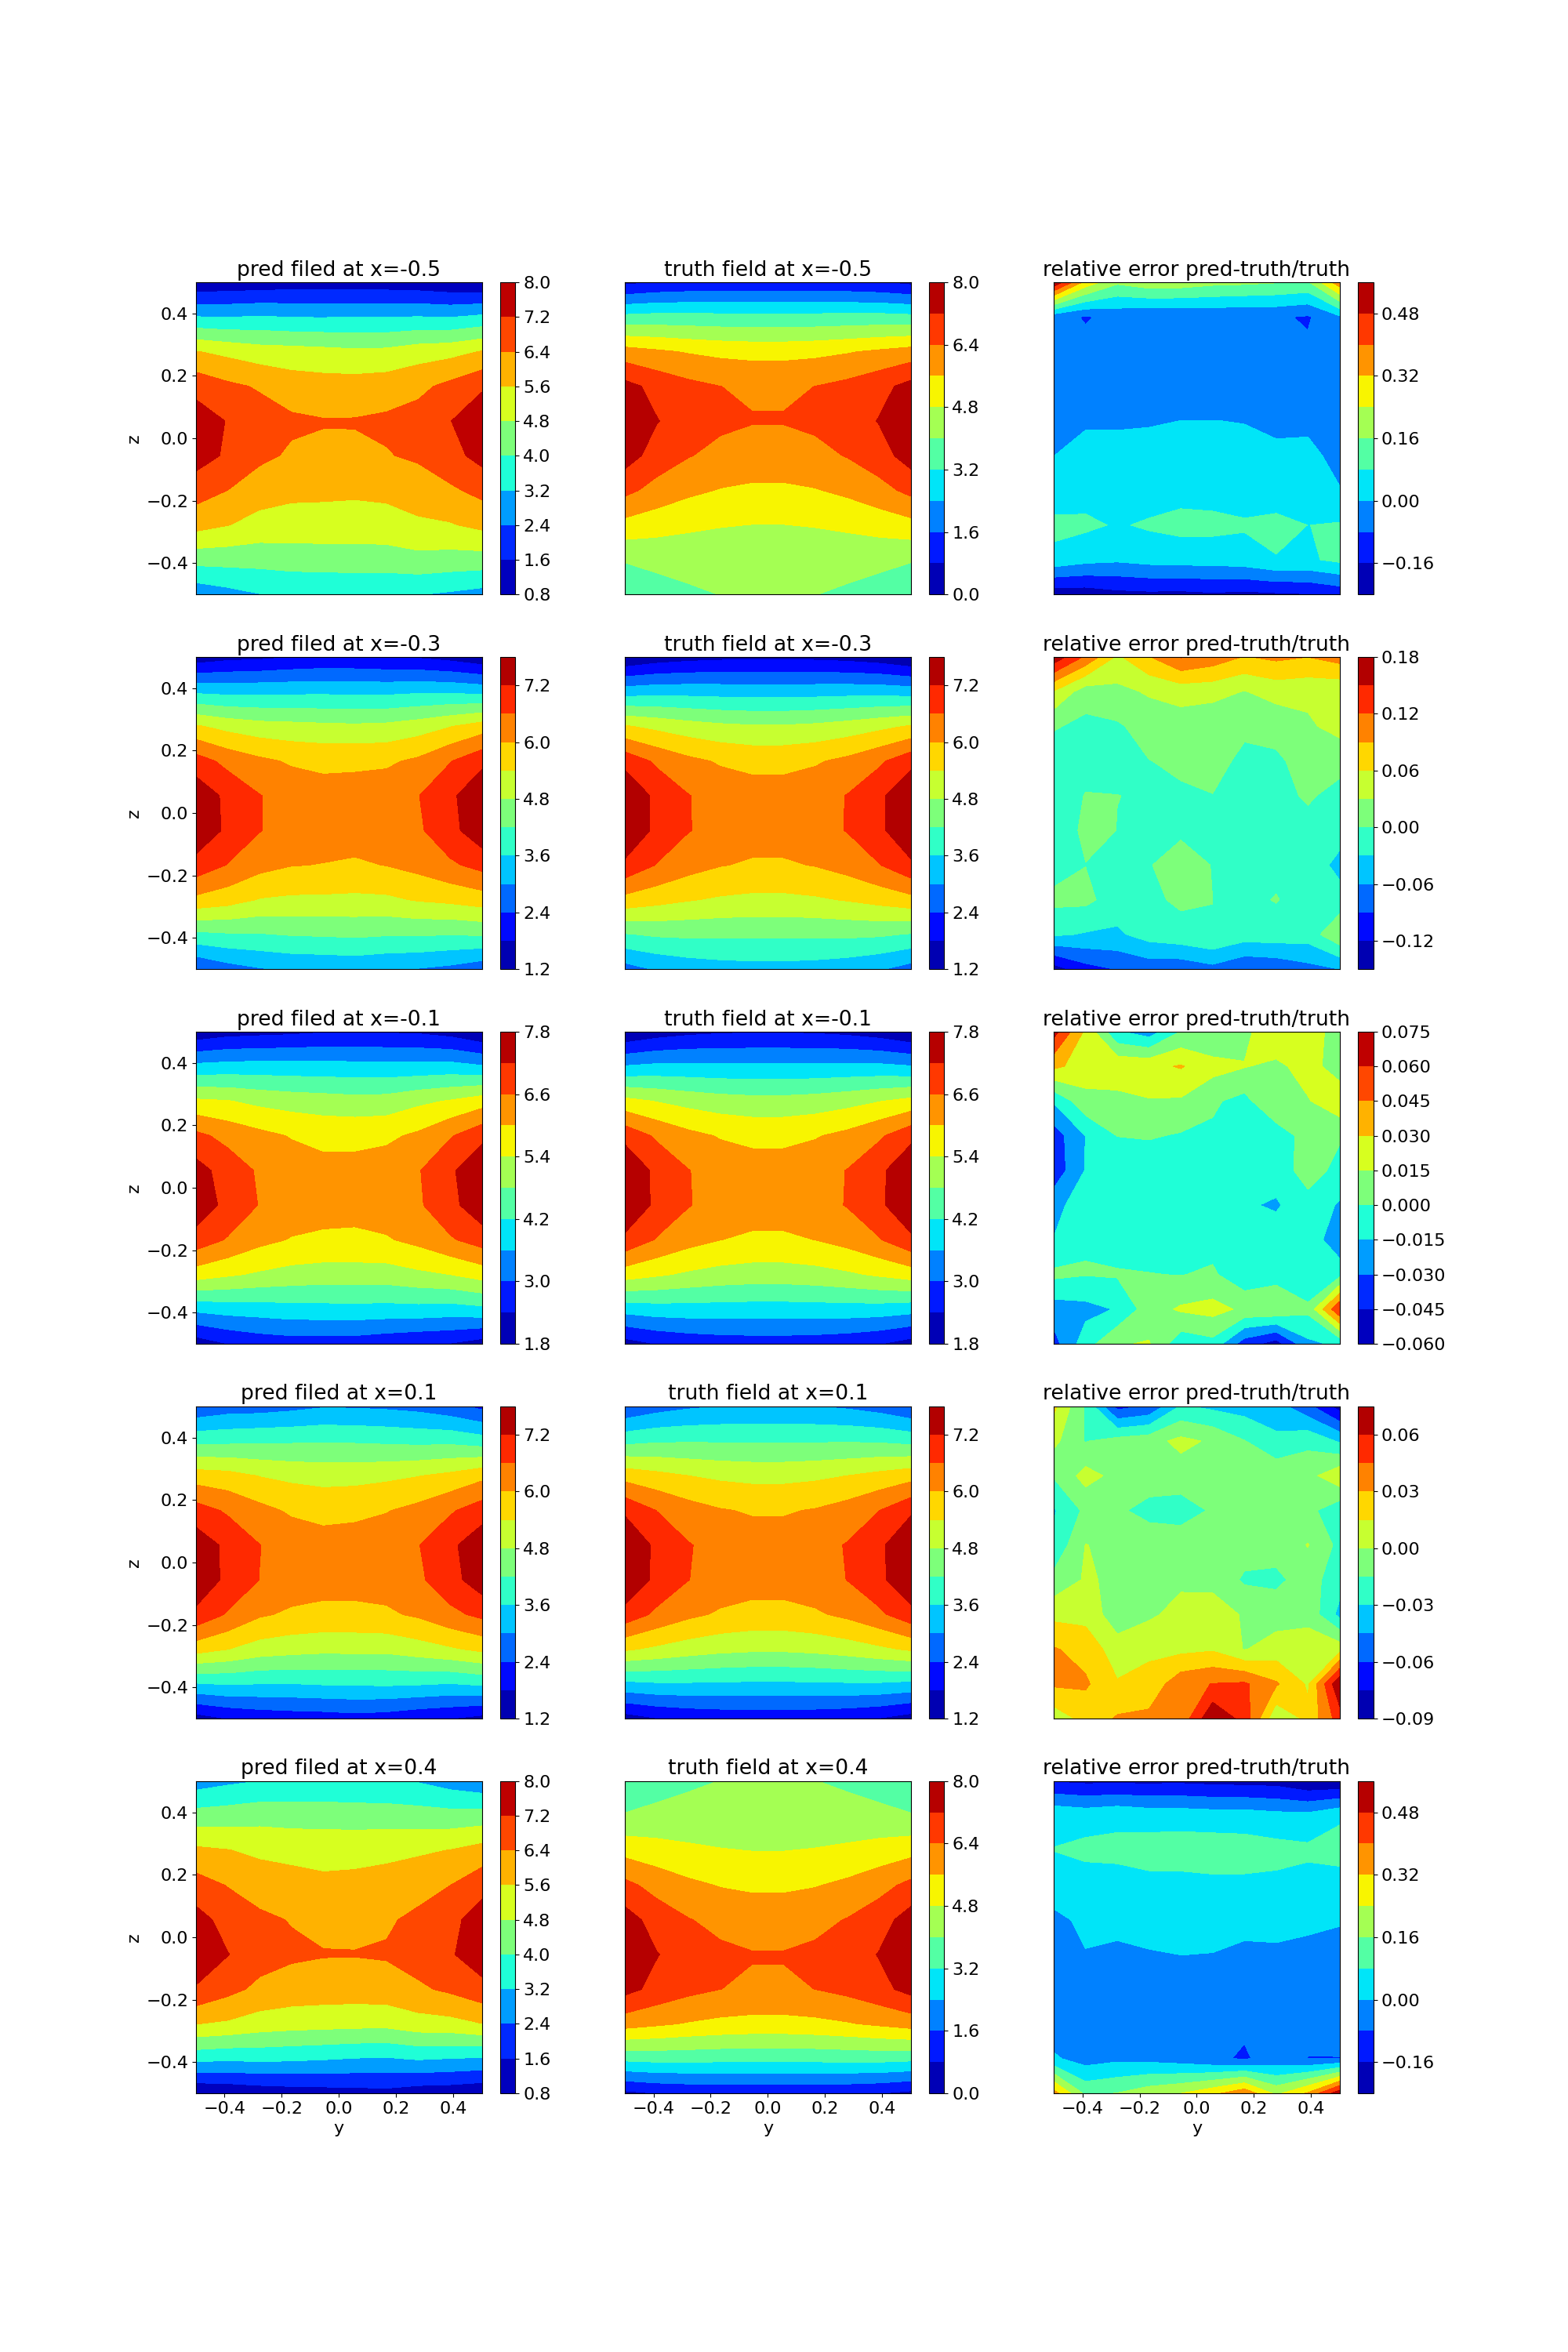 pred filed at x=-0.5 truth field at x=-0.5 relative error pred-truth/truth
z
0.4 0.2 0.0 −0.2 −0.4
8.0 7.2 6.4 5.6 4.8 4.0 3.2 2.4 1.6 0.8
8.0 6.4 4.8 3.2 1.6 0.0
0.48 0.32 0.16 0.00 −0.16
pred filed at x=-0.3 truth field at x=-0.3 relative error pred-truth/truth
z
0.4 0.2 0.0 −0.2 −0.4
7.2 6.0 4.8 3.6 2.4 1.2
7.2 6.0 4.8 3.6 2.4 1.2
0.18 0.12 0.06 0.00 −0.06 −0.12
pred filed at x=-0.1 truth field at x=-0.1 relative error pred-truth/truth
z
0.4 0.2 0.0 −0.2 −0.4
7.8 6.6 5.4 4.2 3.0 1.8
7.8 6.6 5.4 4.2 3.0 1.8
0.075 0.060 0.045 0.030 0.015 0.000 −0.015 −0.030 −0.045 −0.060
pred filed at x=0.1 truth field at x=0.1 relative error pred-truth/truth
z
0.4 0.2 0.0 −0.2 −0.4
7.2 6.0 4.8 3.6 2.4 1.2
7.2 6.0 4.8 3.6 2.4 1.2
0.06 0.03 0.00 −0.03 −0.06 −0.09
pred filed at x=0.4 truth field at x=0.4 relative error pred-truth/truth
z
0.4 0.2 0.0 −0.2 −0.4
8.0 7.2 6.4 5.6 4.8 4.0 3.2 2.4 1.6 0.8
8.0 6.4 4.8 3.2 1.6 0.0
0.48 0.32 0.16 0.00 −0.16
−0.4 −0.2 0.0 0.2 0.4 −0.4 −0.2 0.0 0.2 0.4 −0.4 −0.2 0.0 0.2 0.4
y y y